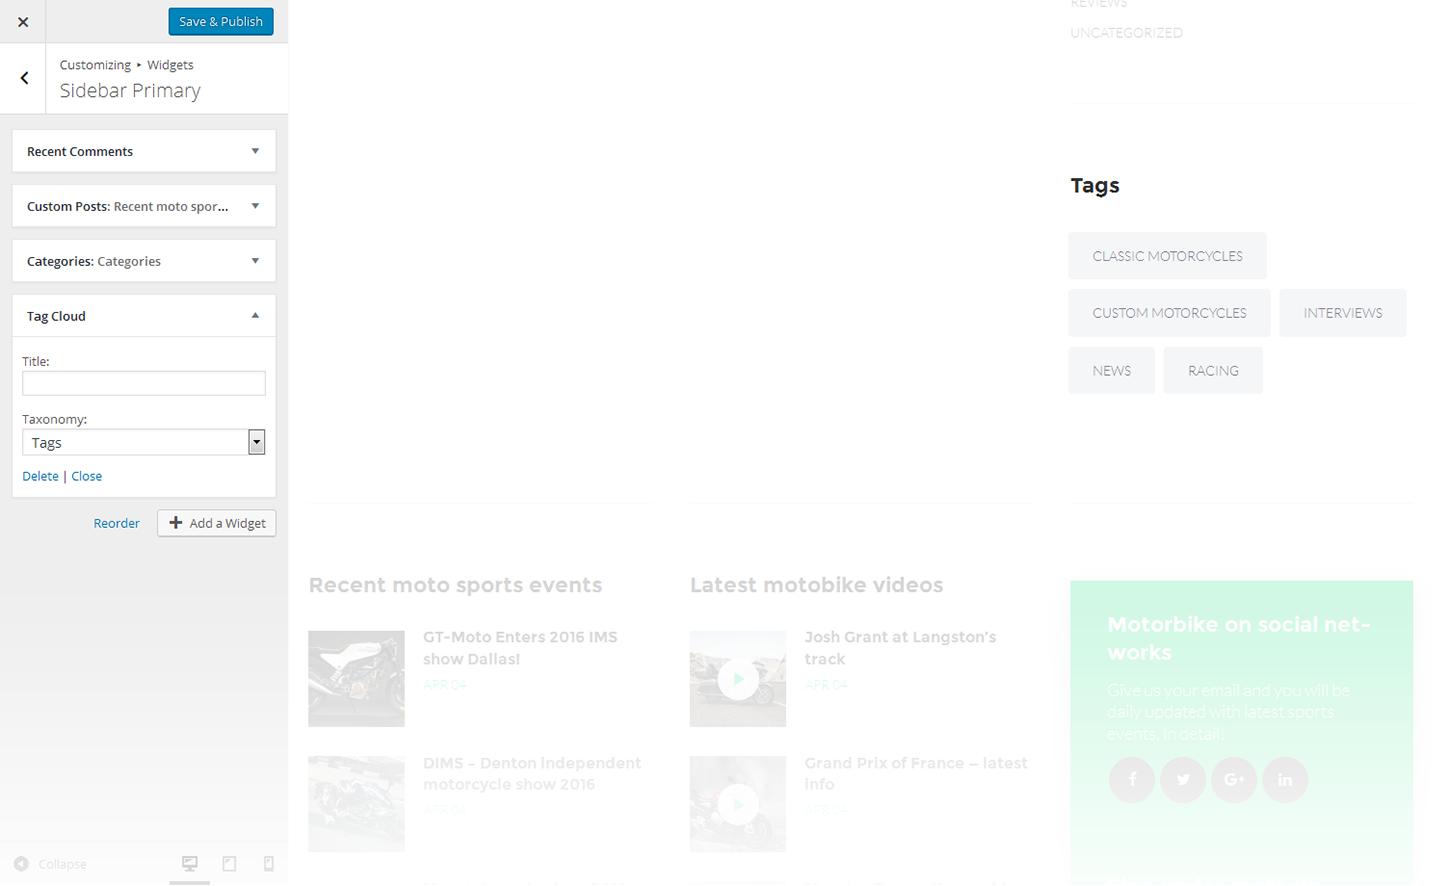 Save & Publish
Customizing ▸ Widgets
Sidebar Primary
Recent Comments
Custom Posts: Recent moto spor...
Categories: Categories
Tag Cloud
Title:
Taxonomy:
Tags
Delete | Close
Reorder
Add a Widget
Collapse
REVIEWS
UNCATEGORIZED
Tags
CLASSIC MOTORCYCLES
CUSTOM MOTORCYCLES
INTERVIEWS
NEWS
RACING
Recent moto sports events
GT-Moto Enters 2016 IMS
show Dallas!
APR 04
DIMS – Denton Independent
motorcycle show 2016
APR 04
Latest motobike videos
Josh Grant at Langston's
track
APR 04
Grand Prix of France – latest
info
APR 04
Motorbike on social net-
works
Give us your email and you will be
daily updated with latest sports
events, in detail.